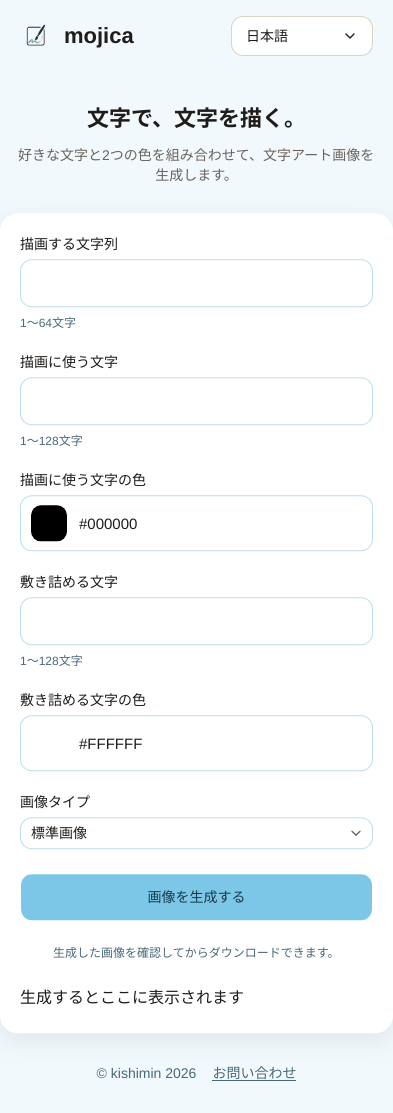 mojica
日本語
文字で、文字を描く。
好きな文字と2つの色を組み合わせて、文字アート画像を
生成します。
描画する文字列
1〜64文字
描画に使う文字
1〜128文字
描画に使う文字の色
#000000
敷き詰める文字
1〜128文字
敷き詰める文字の色
#FFFFFF
画像タイプ
標準画像
画像を生成する
生成した画像を確認してからダウンロードできます。
生成するとここに表示されます
© kishimin 2026 お問い合わせ